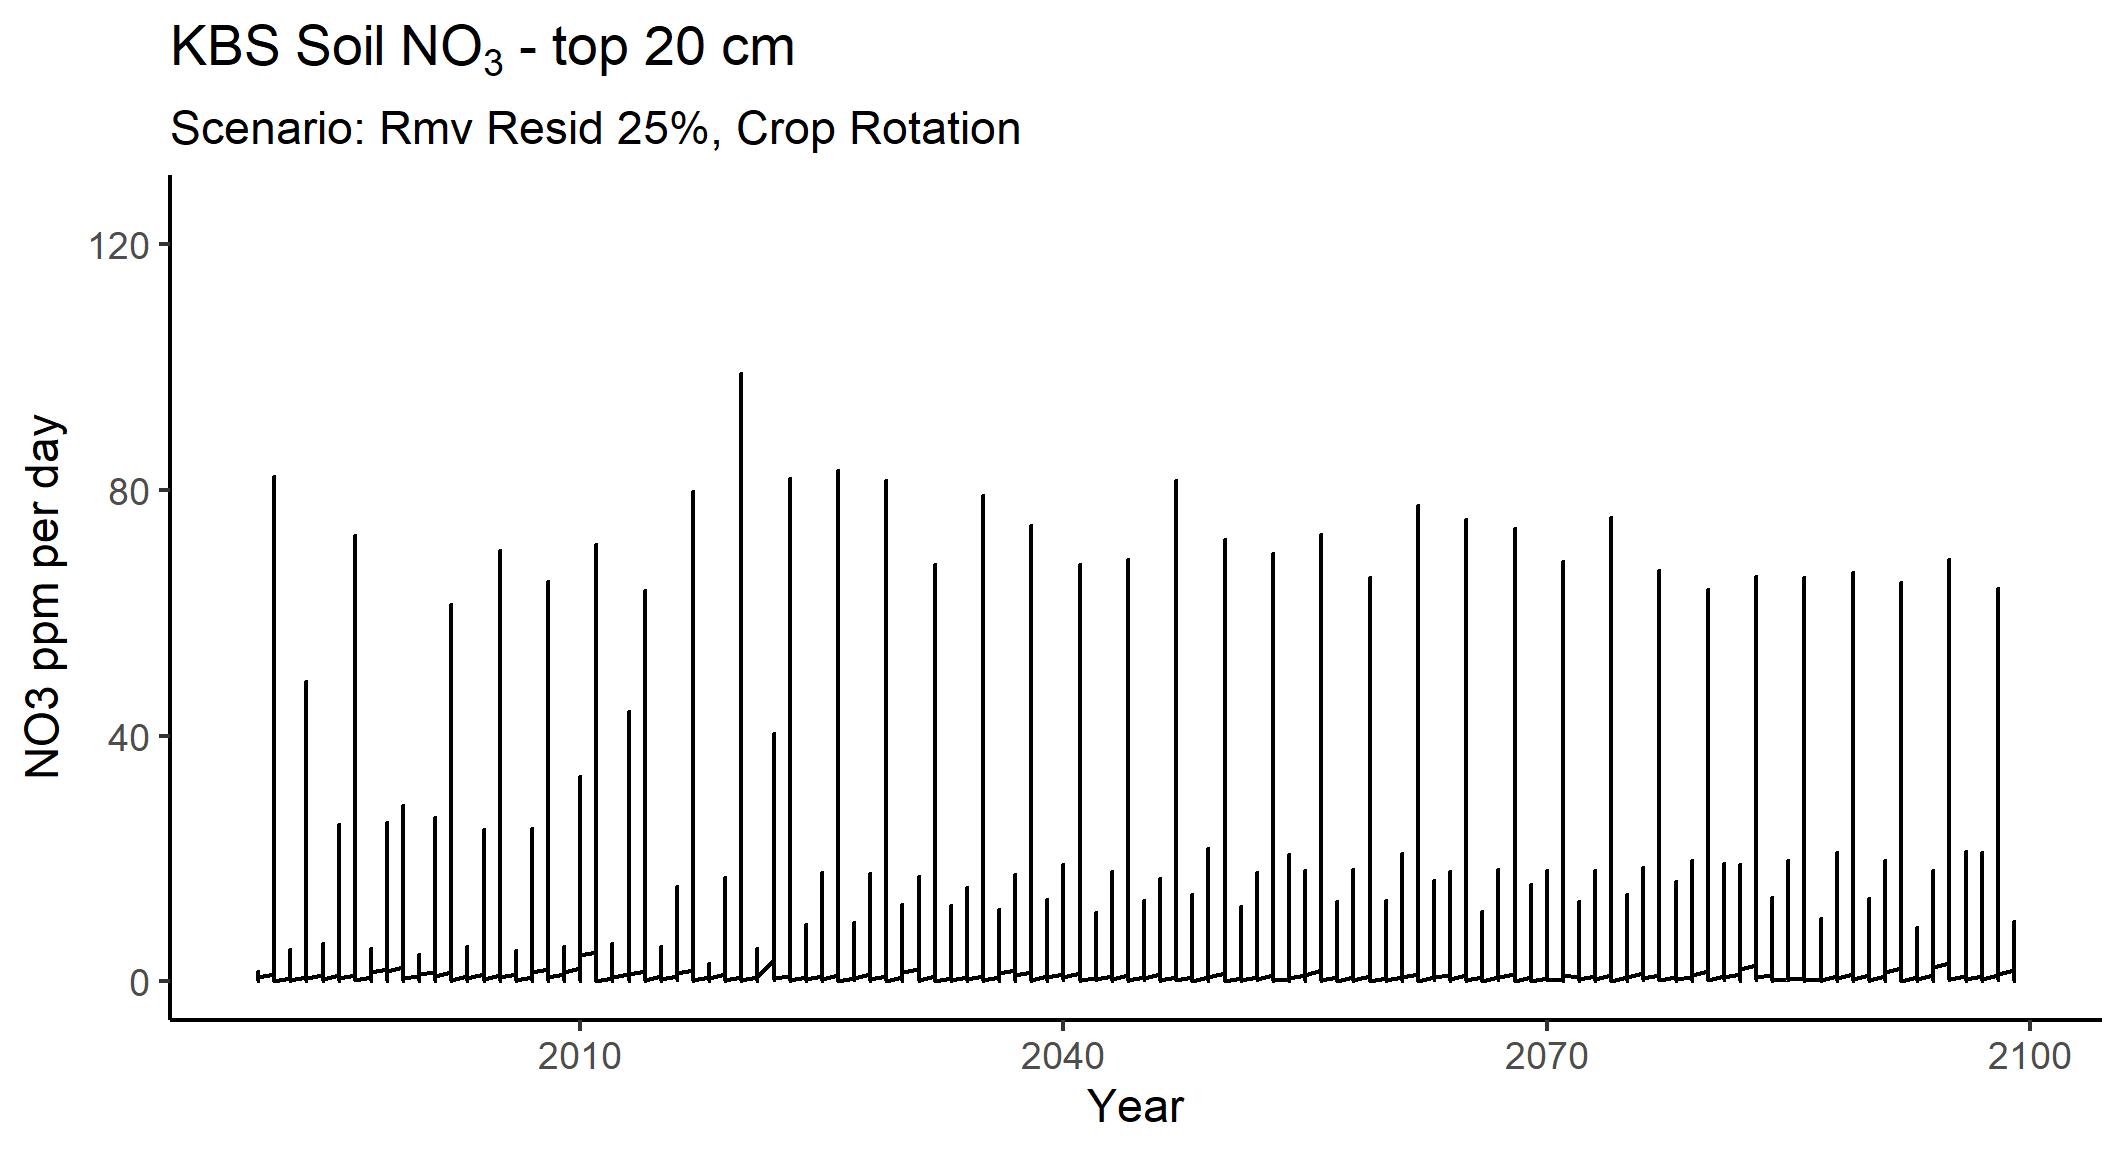 KBS Soil NO₃ - top 20 cm
Scenario: Rmv Resid 25%, Crop Rotation
NO3 ppm per day
120
80
40
0
2010 2040 2070 2100
Year